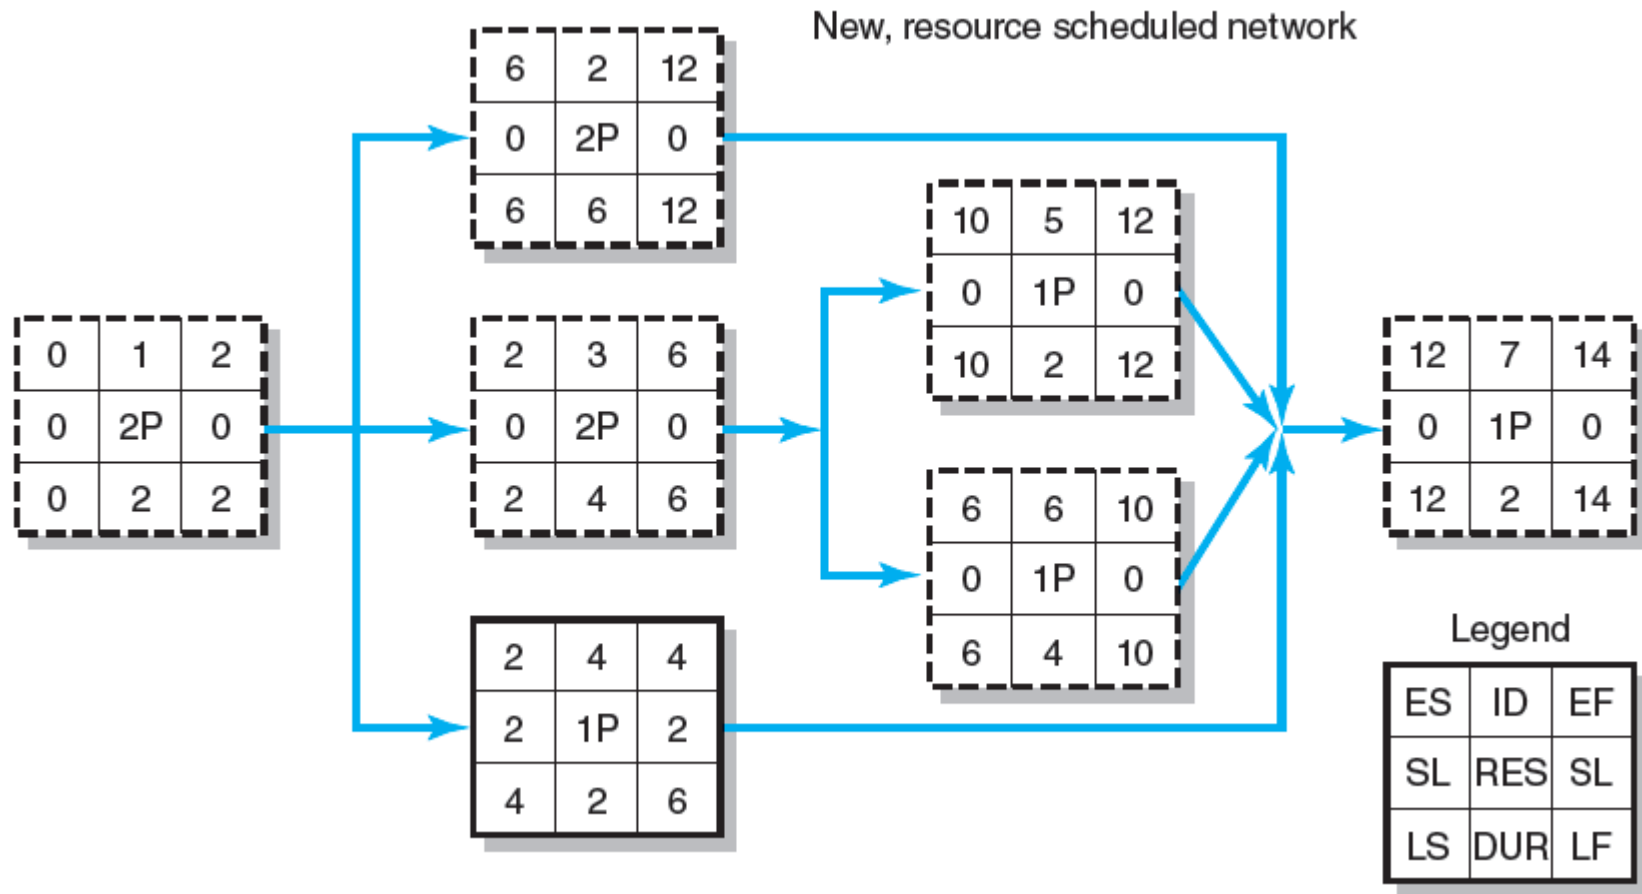 New, resource scheduled network
6 2 12
0 2P 0
6 6 12
10 5 12
0 1P 0
10 2 12
0 1 2
0 2P 0
0 2 2
2 3 6
0 2P 0
2 4 6
12 7 14
0 1P 0
12 2 14
6 6 10
0 1P 0
6 4 10
2 4 4
2 1P 2
4 2 6
Legend
ES ID EF
SL RES SL
LS DUR LF